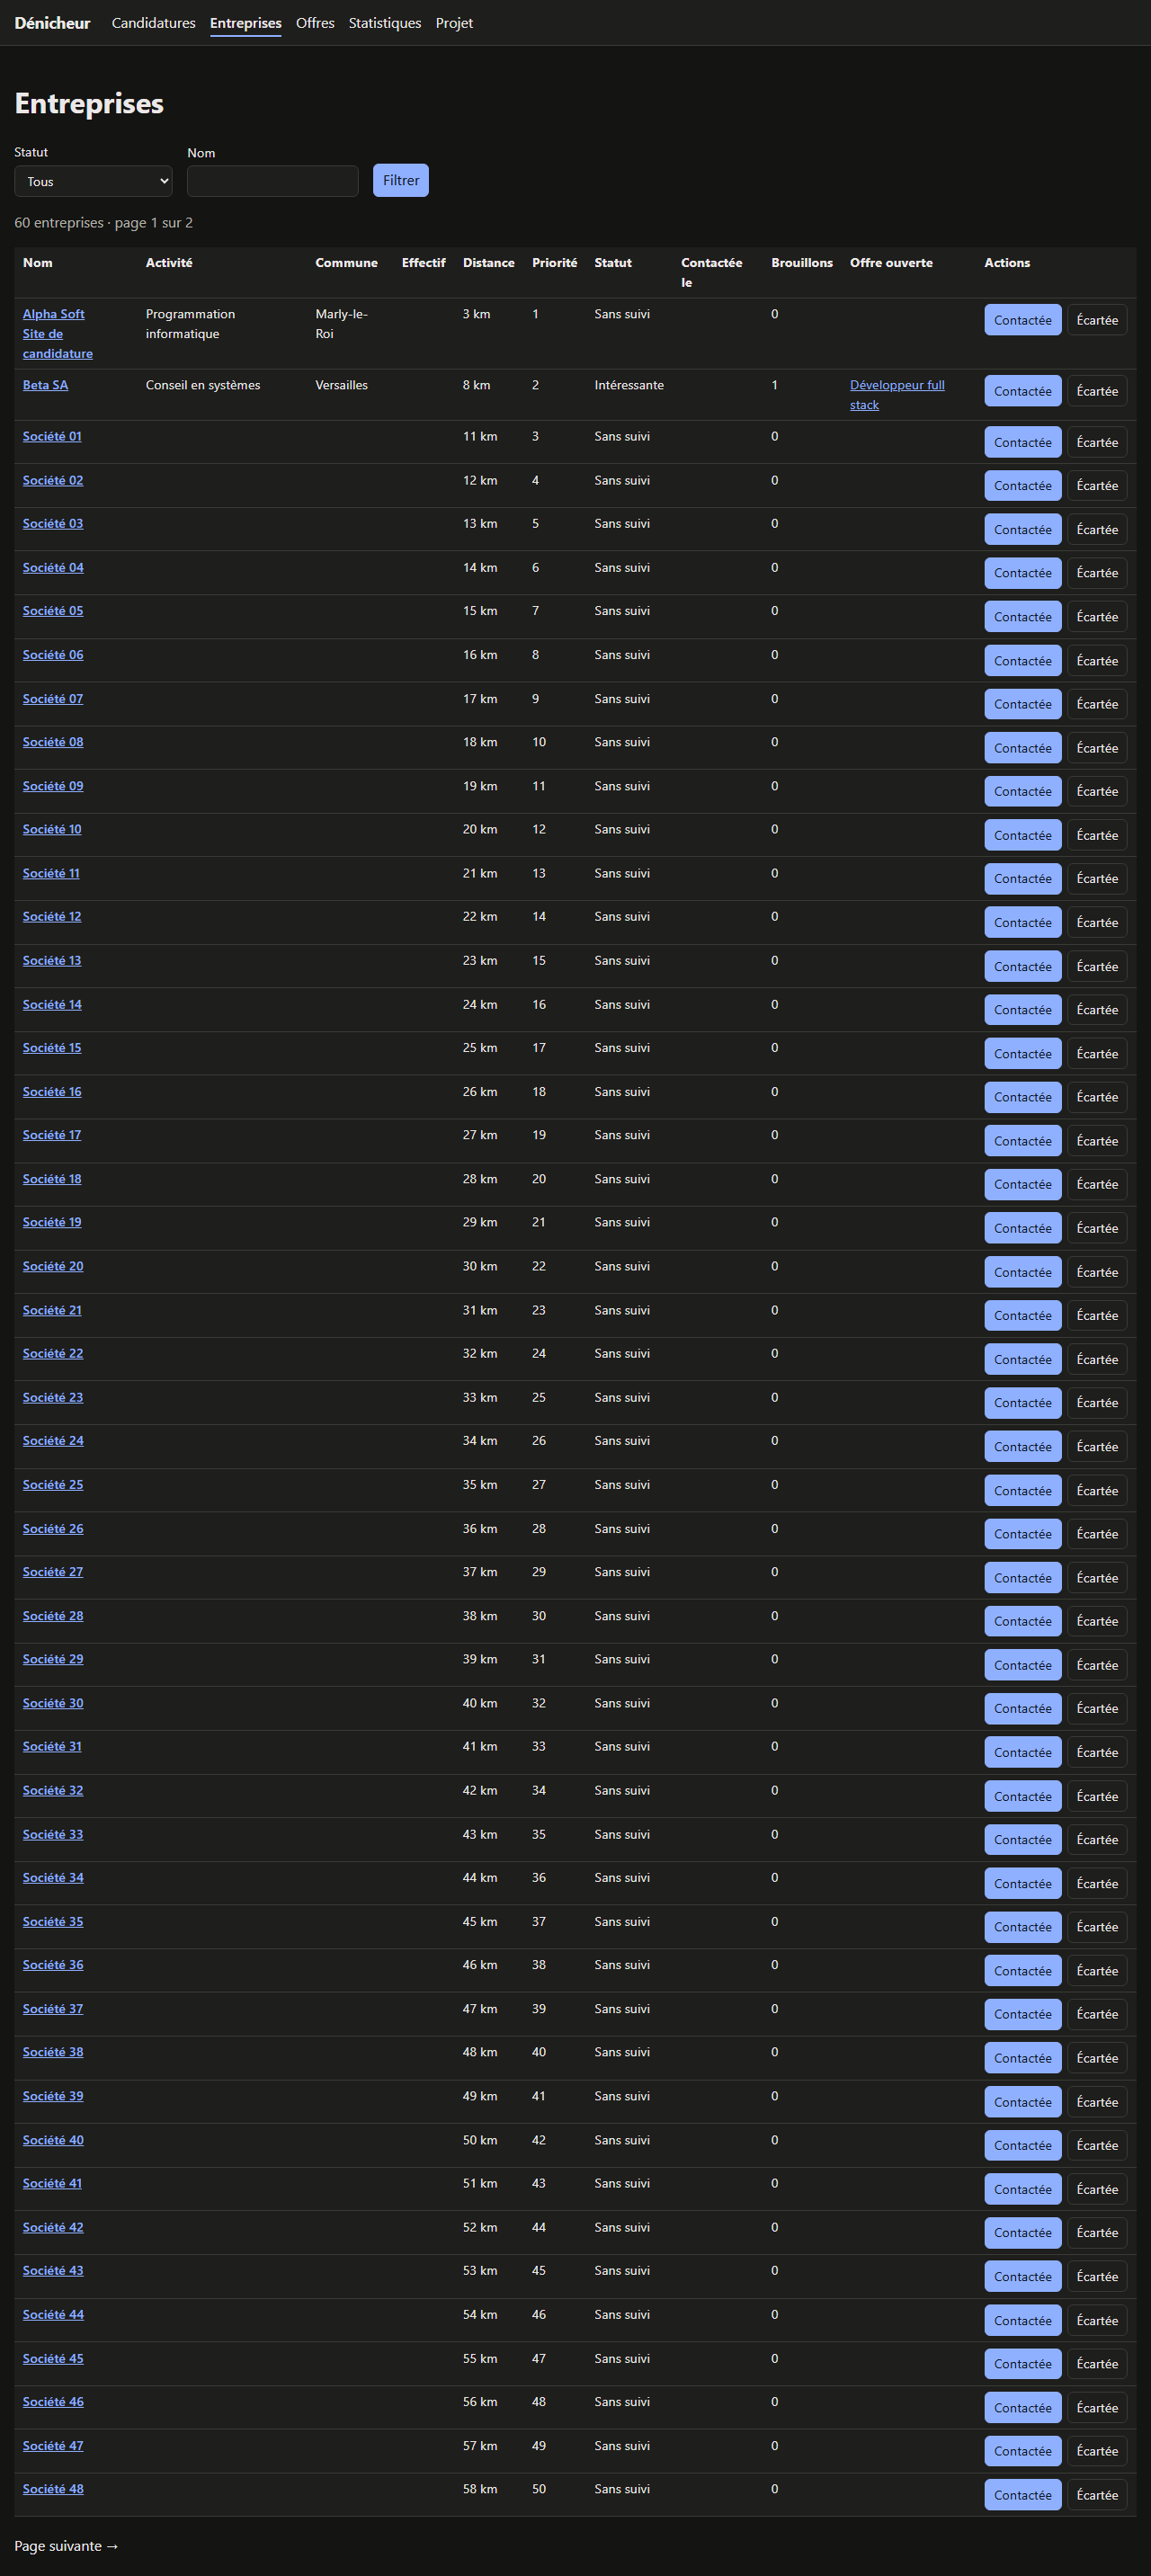 Dénicheur Candidatures Entreprises Offres Statistiques Projet
Entreprises
Statut Nom
Tous Filtrer
60 entreprises · page 1 sur 2
Nom Activité Commune Effectif Distance Priorité Statut Contactée le Brouillons Offre ouverte Actions
Alpha Soft Site de candidature Programmation informatique Marly-le-Roi 3 km 1 Sans suivi 0 Contactée Écartée
Beta SA Conseil en systèmes Versailles 8 km 2 Intéressante 1 Développeur full stack Contactée Écartée
Société 01 11 km 3 Sans suivi 0 Contactée Écartée
Société 02 12 km 4 Sans suivi 0 Contactée Écartée
Société 03 13 km 5 Sans suivi 0 Contactée Écartée
Société 04 14 km 6 Sans suivi 0 Contactée Écartée
Société 05 15 km 7 Sans suivi 0 Contactée Écartée
Société 06 16 km 8 Sans suivi 0 Contactée Écartée
Société 07 17 km 9 Sans suivi 0 Contactée Écartée
Société 08 18 km 10 Sans suivi 0 Contactée Écartée
Société 09 19 km 11 Sans suivi 0 Contactée Écartée
Société 10 20 km 12 Sans suivi 0 Contactée Écartée
Société 11 21 km 13 Sans suivi 0 Contactée Écartée
Société 12 22 km 14 Sans suivi 0 Contactée Écartée
Société 13 23 km 15 Sans suivi 0 Contactée Écartée
Société 14 24 km 16 Sans suivi 0 Contactée Écartée
Société 15 25 km 17 Sans suivi 0 Contactée Écartée
Société 16 26 km 18 Sans suivi 0 Contactée Écartée
Société 17 27 km 19 Sans suivi 0 Contactée Écartée
Société 18 28 km 20 Sans suivi 0 Contactée Écartée
Société 19 29 km 21 Sans suivi 0 Contactée Écartée
Société 20 30 km 22 Sans suivi 0 Contactée Écartée
Société 21 31 km 23 Sans suivi 0 Contactée Écartée
Société 22 32 km 24 Sans suivi 0 Contactée Écartée
Société 23 33 km 25 Sans suivi 0 Contactée Écartée
Société 24 34 km 26 Sans suivi 0 Contactée Écartée
Société 25 35 km 27 Sans suivi 0 Contactée Écartée
Société 26 36 km 28 Sans suivi 0 Contactée Écartée
Société 27 37 km 29 Sans suivi 0 Contactée Écartée
Société 28 38 km 30 Sans suivi 0 Contactée Écartée
Société 29 39 km 31 Sans suivi 0 Contactée Écartée
Société 30 40 km 32 Sans suivi 0 Contactée Écartée
Société 31 41 km 33 Sans suivi 0 Contactée Écartée
Société 32 42 km 34 Sans suivi 0 Contactée Écartée
Société 33 43 km 35 Sans suivi 0 Contactée Écartée
Société 34 44 km 36 Sans suivi 0 Contactée Écartée
Société 35 45 km 37 Sans suivi 0 Contactée Écartée
Société 36 46 km 38 Sans suivi 0 Contactée Écartée
Société 37 47 km 39 Sans suivi 0 Contactée Écartée
Société 38 48 km 40 Sans suivi 0 Contactée Écartée
Société 39 49 km 41 Sans suivi 0 Contactée Écartée
Société 40 50 km 42 Sans suivi 0 Contactée Écartée
Société 41 51 km 43 Sans suivi 0 Contactée Écartée
Société 42 52 km 44 Sans suivi 0 Contactée Écartée
Société 43 53 km 45 Sans suivi 0 Contactée Écartée
Société 44 54 km 46 Sans suivi 0 Contactée Écartée
Société 45 55 km 47 Sans suivi 0 Contactée Écartée
Société 46 56 km 48 Sans suivi 0 Contactée Écartée
Société 47 57 km 49 Sans suivi 0 Contactée Écartée
Société 48 58 km 50 Sans suivi 0 Contactée Écartée
Page suivante →